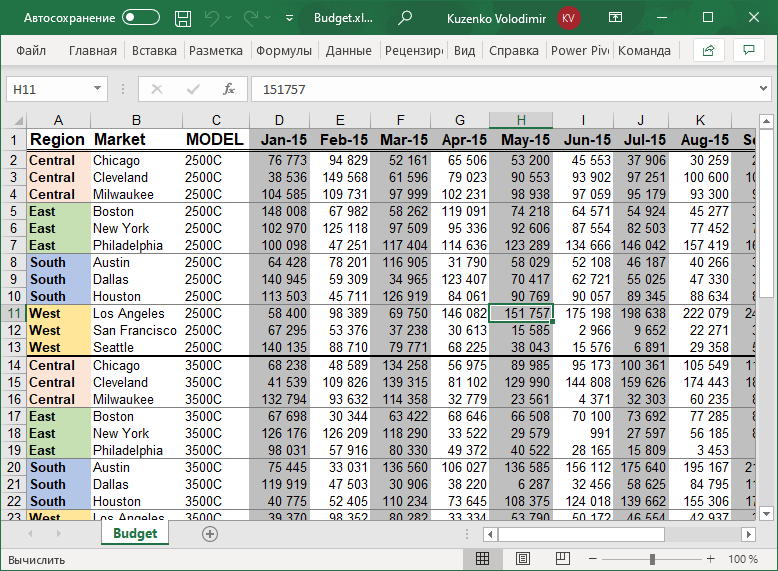 Автосохранение Budget.xl... Kuzenko Volodimir KV
Файл Главная Вставка Разметка Формулы Данные Рецензир Вид Справка Power Piv Команда
H11 fx 151757
A B C D E F G H I J K
1 Region Market MODEL Jan-15 Feb-15 Mar-15 Apr-15 May-15 Jun-15 Jul-15 Aug-15
2 Central Chicago 2500C 76 773 94 829 52 161 65 506 53 200 45 553 37 906 30 259
3 Central Cleveland 2500C 38 536 149 568 61 596 79 023 90 553 93 902 97 251 100 600
4 Central Milwaukee 2500C 104 585 109 731 97 999 102 231 98 938 97 059 95 179 93 300
5 East Boston 2500C 148 008 67 982 58 262 119 091 74 218 64 571 54 924 45 277
6 East New York 2500C 102 970 125 118 97 509 95 336 92 606 87 554 82 503 77 452
7 East Philadelphia 2500C 100 098 47 251 117 404 114 636 123 289 134 666 146 042 157 419
8 South Austin 2500C 64 428 78 201 116 905 31 790 58 029 52 108 46 187 40 266
9 South Dallas 2500C 140 945 59 309 34 965 123 407 70 417 62 721 55 025 47 330
10 South Houston 2500C 113 503 45 711 126 919 84 061 90 769 90 057 89 345 88 634
11 West Los Angeles 2500C 58 400 98 389 69 750 146 082 151 757 175 198 198 638 222 079
12 West San Francisco 2500C 67 295 53 376 37 238 30 613 15 585 2 966 9 652 22 271
13 West Seattle 2500C 140 135 88 710 79 771 68 225 38 043 15 576 6 891 29 358
14 Central Chicago 3500C 68 238 48 589 134 258 56 975 89 985 95 173 100 361 105 549
15 Central Cleveland 3500C 41 539 109 826 139 315 81 102 129 990 144 808 159 626 174 443
16 Central Milwaukee 3500C 132 794 93 632 114 358 32 779 23 561 4 371 32 303 60 235
17 East Boston 3500C 67 698 30 344 63 422 68 646 66 508 70 100 73 692 77 285
18 East New York 3500C 126 176 126 209 118 290 33 522 29 579 991 27 597 56 185
19 East Philadelphia 3500C 98 031 57 916 80 330 49 372 40 522 28 165 15 809 3 453
20 South Austin 3500C 75 445 33 031 136 560 106 027 136 585 156 112 175 640 195 167
21 South Dallas 3500C 119 919 47 503 30 906 38 220 6 287 32 456 58 625 84 795
22 South Houston 3500C 40 775 52 405 110 234 73 645 108 375 124 018 139 662 155 306
23 West Los Angeles 3500C 39 370 98 352 80 282 33 334 53 790 50 172 46 554 42 937
Budget
Вычислить 100 %